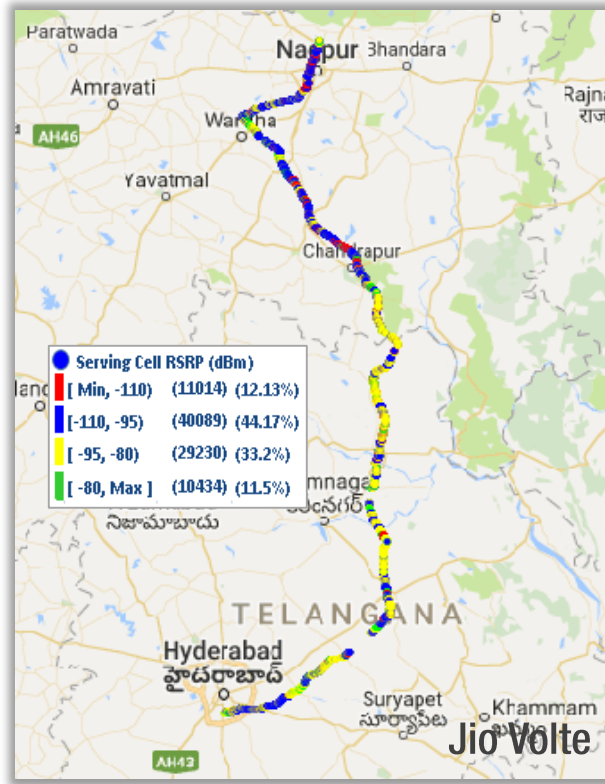 Paratwada
Nagpur
Bhandara
Amravati
Rajna
राज
AH46
Wardha
Yavatmal
Chandrapur
Serving Cell RSRP (dBm)
[ Min, -110) (11014) (12.13%)
[-110, -95) (40089) (44.17%)
[ -95, -80) (29230) (33.2%)
[ -80, Max ] (10434) (11.5%)
mnaga
నిజామాబాదు
TELANGANA
Hyderabad
హైదరాబాద్
Suryapet
సూర్యాపేట
Khammam
AH43
Jio Volte